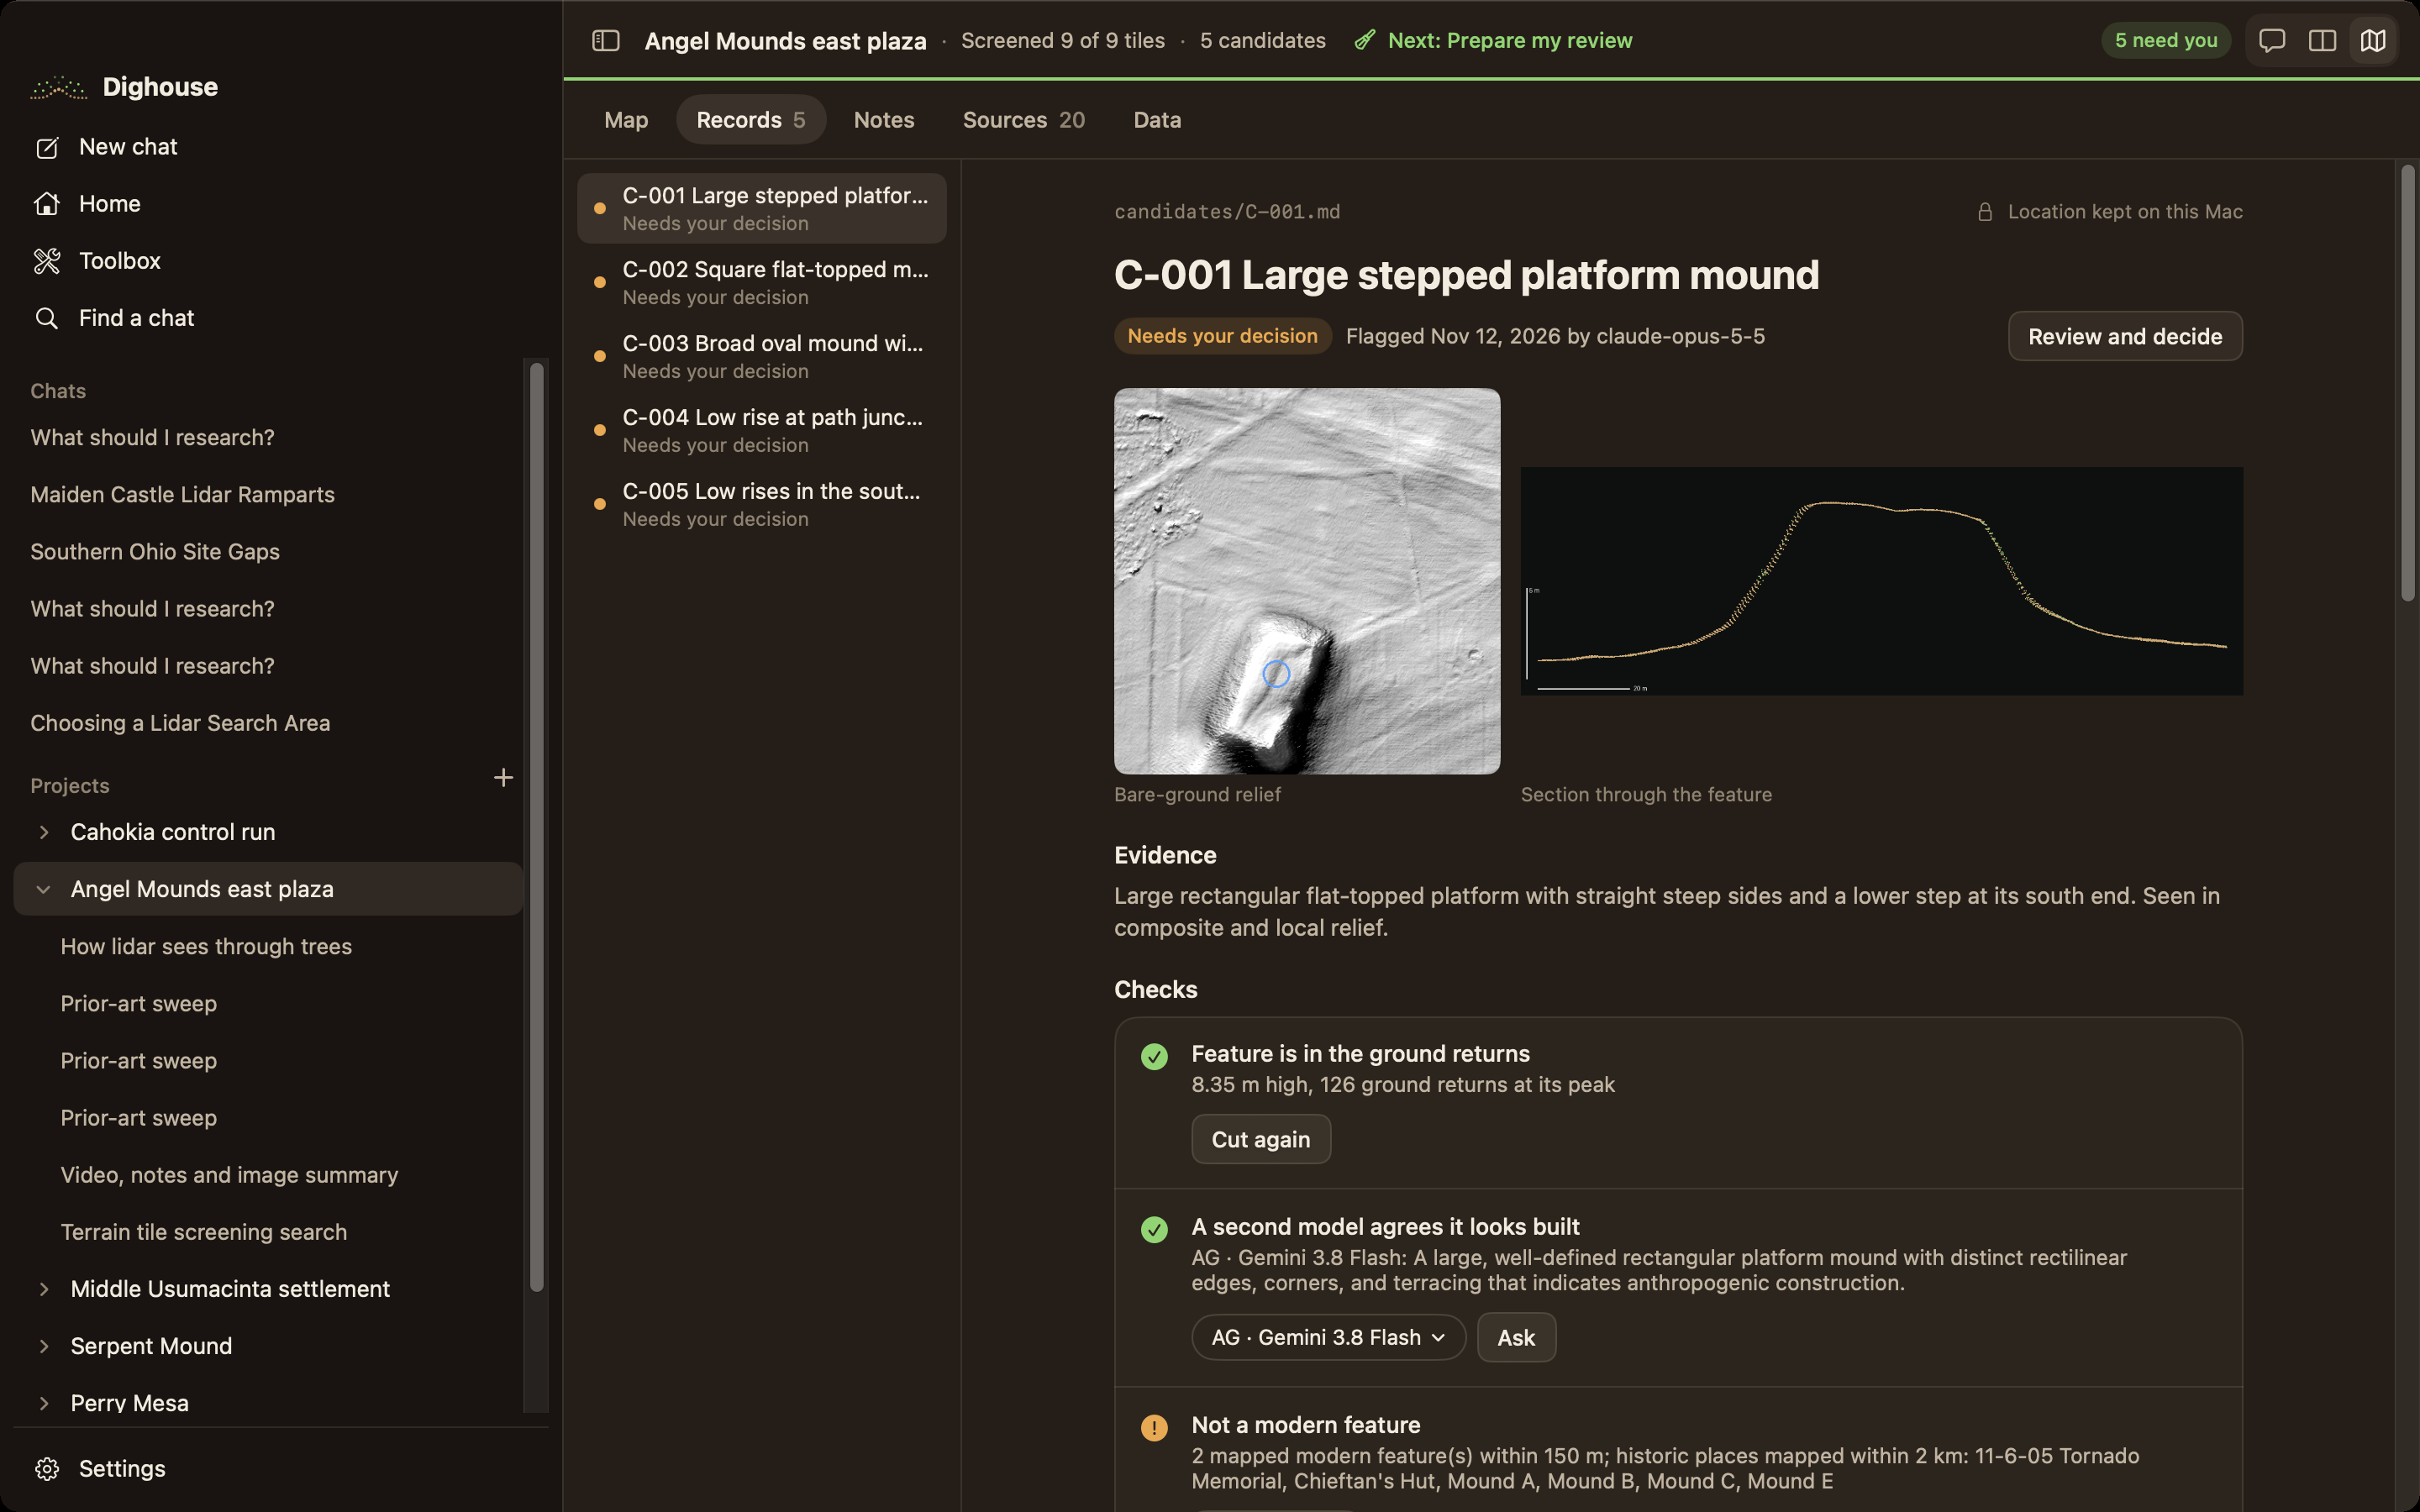 Dighouse
New chat
Home
Toolbox
Find a chat
Chats
What should I research?
Maiden Castle Lidar Ramparts
Southern Ohio Site Gaps
What should I research?
What should I research?
Choosing a Lidar Search Area
Projects
Cahokia control run
Angel Mounds east plaza
How lidar sees through trees
Prior-art sweep
Prior-art sweep
Prior-art sweep
Video, notes and image summary
Terrain tile screening search
Middle Usumacinta settlement
Serpent Mound
Perry Mesa
Settings
Angel Mounds east plaza · Screened 9 of 9 tiles · 5 candidates Next: Prepare my review
5 need you
Map Records 5 Notes Sources 20 Data
C-001 Large stepped platfor...
Needs your decision
C-002 Square flat-topped m...
Needs your decision
C-003 Broad oval mound wi...
Needs your decision
C-004 Low rise at path junc...
Needs your decision
C-005 Low rises in the sout...
Needs your decision
candidates/C-001.md
Location kept on this Mac
C-001 Large stepped platform mound
Needs your decision Flagged Nov 12, 2026 by claude-opus-5-5
Review and decide
5 m
20 m
Bare-ground relief
Section through the feature
Evidence
Large rectangular flat-topped platform with straight steep sides and a lower step at its south end. Seen in
composite and local relief.
Checks
Feature is in the ground returns
8.35 m high, 126 ground returns at its peak
Cut again
A second model agrees it looks built
AG · Gemini 3.8 Flash: A large, well-defined rectangular platform mound with distinct rectilinear
edges, corners, and terracing that indicates anthropogenic construction.
AG · Gemini 3.8 Flash Ask
Not a modern feature
2 mapped modern feature(s) within 150 m; historic places mapped within 2 km: 11-6-05 Tornado
Memorial, Chieftan's Hut, Mound A, Mound B, Mound C, Mound E